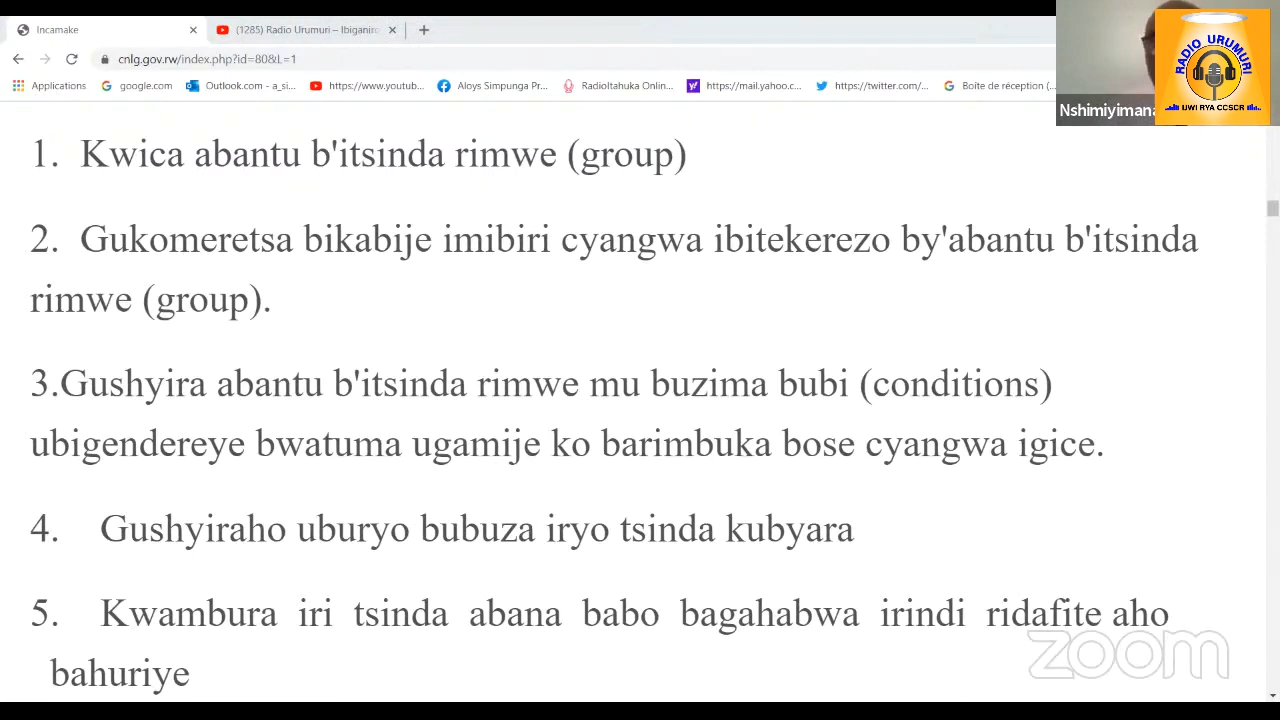 Incamake
(1285) Radio Urumuri – Ibiganiro
cnlg.gov.rw/index.php?id=80&L=1
Applications google.com Outlook.com - a_si... https://www.youtub... Aloys Simpunga Pr... Radioltahuka Onlin... https://mail.yahoo.c... https://twitter.com/... Boîte de réception (...
RADIO URUMURI
UWI RYA CCSCR
Nshimiyimana
1. Kwica abantu b'itsinda rimwe (group)
2. Gukomeretsa bikabije imibiri cyangwa ibitekerezo by'abantu b'itsinda
rimwe (group).
3.Gushyira abantu b'itsinda rimwe mu buzima bubi (conditions)
ubigendereye bwatuma ugamije ko barimbuka bose cyangwa igice.
4. Gushyiraho uburyo bubuza iryo tsinda kubyara
5. Kwambura iri tsinda abana babo bagahabwa irindi ridafite aho
bahuriye
zoom